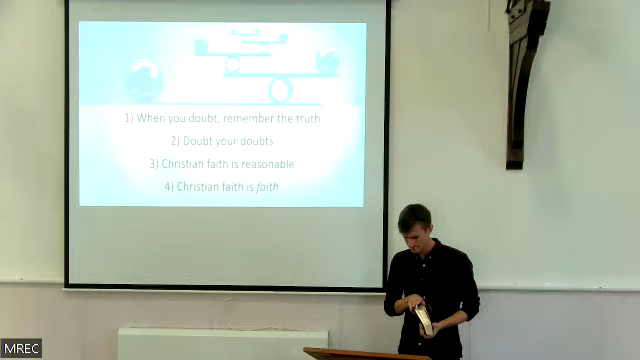 1) When you doubt, remember the truth
2) Doubt your doubts
3) Christian faith is reasonable
4) Christian faith is faith
MREC